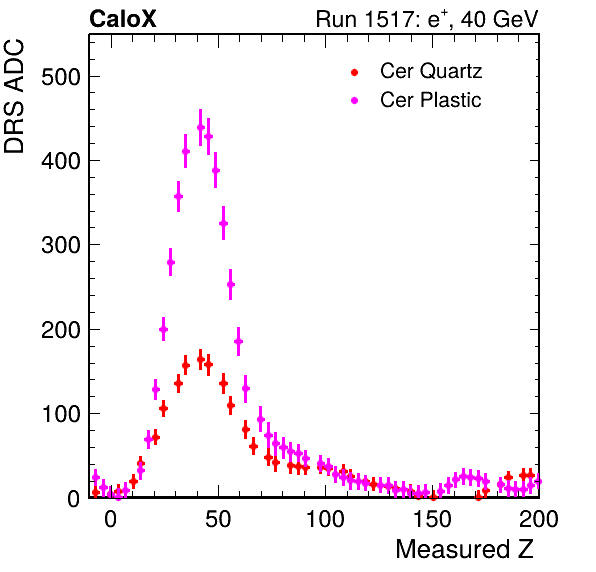 CaloX Run 1517: e⁺, 40 GeV
DRS ADC
Cer Quartz
Cer Plastic
500
400
300
200
100
0
0 50 100 150 200
Measured Z